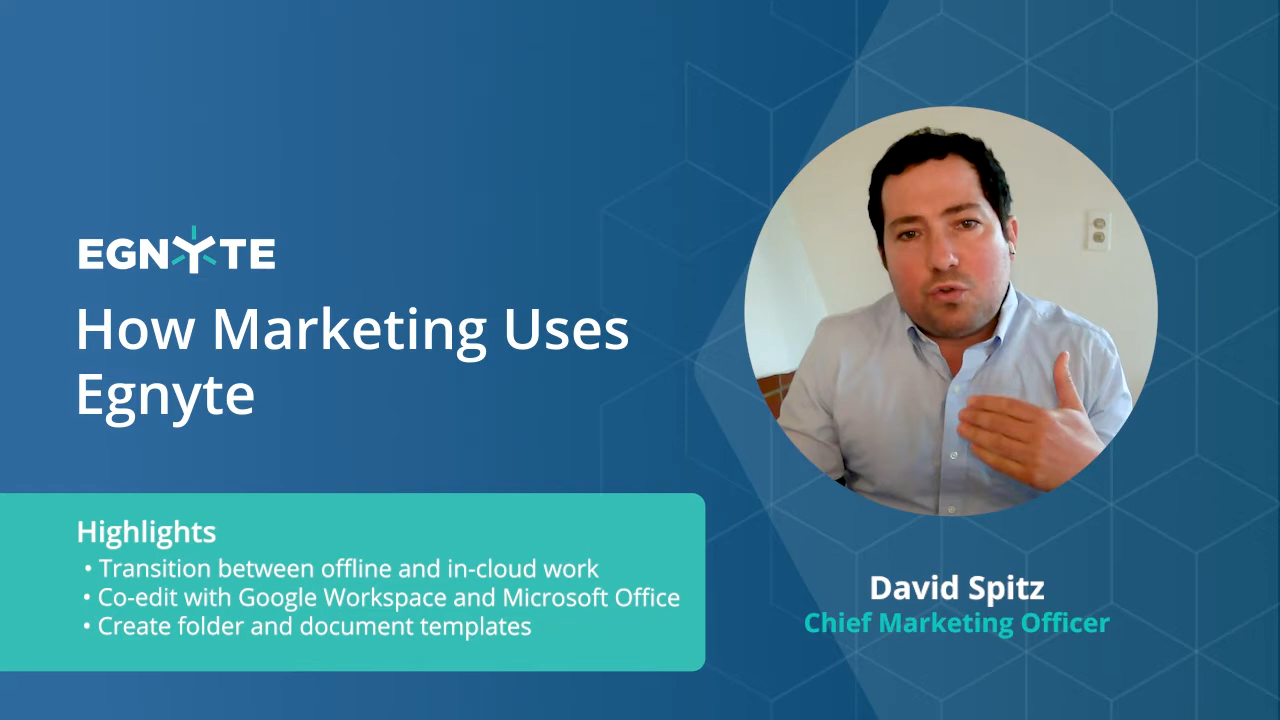 EGNYTE
How Marketing Uses
Egnyte
Highlights
• Transition between offline and in-cloud work
• Co-edit with Google Workspace and Microsoft Office
• Create folder and document templates
David Spitz
Chief Marketing Officer